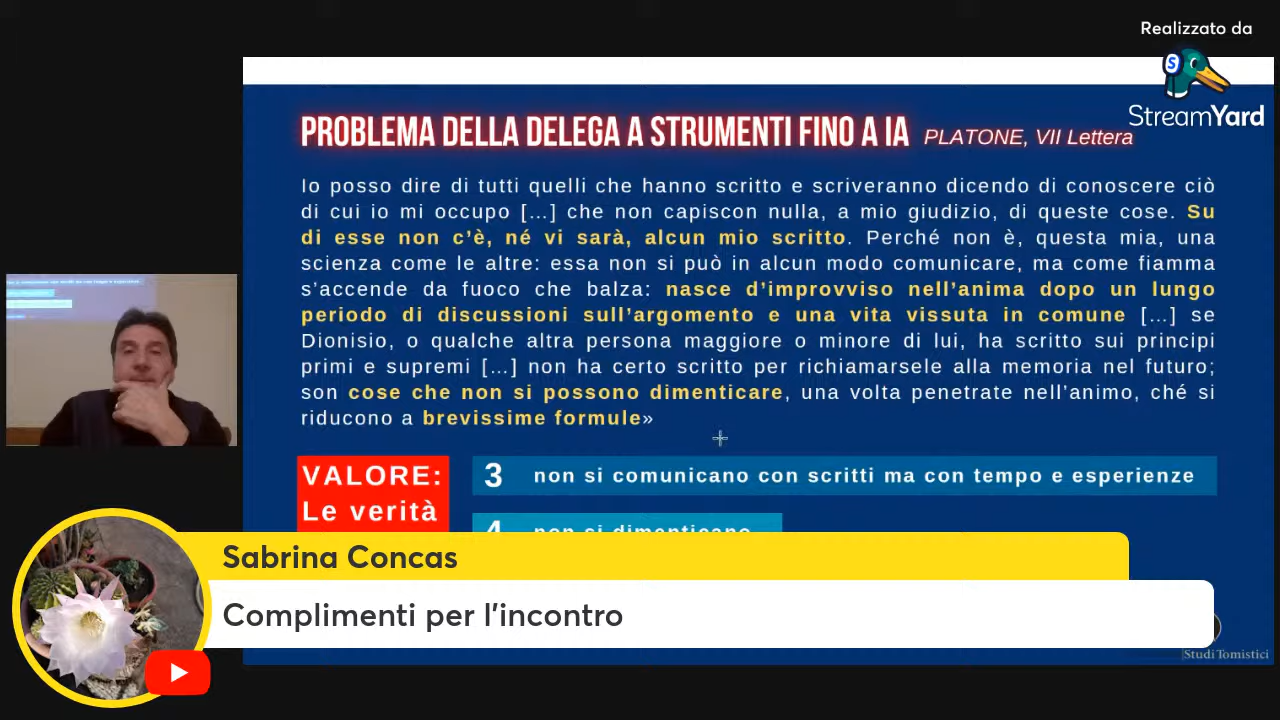 Realizzato da
StreamYard
PROBLEMA DELLA DELEGA A STRUMENTI FINO A IA PLATONE, VII Lettera
Io posso dire di tutti quelli che hanno scritto e scriveranno dicendo di conoscere ciò
di cui io mi occupo [...] che non capiscon nulla, a mio giudizio, di queste cose. Su
di esse non c’è, né vi sarà, alcun mio scritto. Perché non è, questa mia, una
scienza come le altre: essa non si può in alcun modo comunicare, ma come fiamma
s’accende da fuoco che balza: nasce d’improvviso nell’anima dopo un lungo
periodo di discussioni sull’argomento e una vita vissuta in comune [...] se
Dionisio, o qualche altra persona maggiore o minore di lui, ha scritto sui principi
primi e supremi [...] non ha certo scritto per richiamarsele alla memoria nel futuro;
son cose che non si possono dimenticare, una volta penetrate nell’animo, ché si
riducono a brevissime formule»
VALORE:
Le verità
3 non si comunicano con scritti ma con tempo e esperienze
4 non si dimenticano
Sabrina Concas
Complimenti per l’incontro
Studi Tomistici